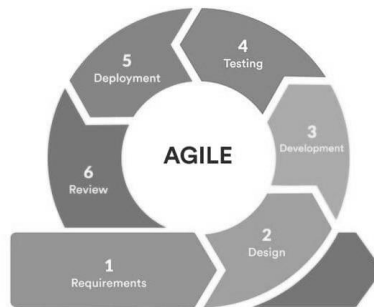 AGILE
1
Requirements
2
Design
3
Development
4
Testing
5
Deployment
6
Review